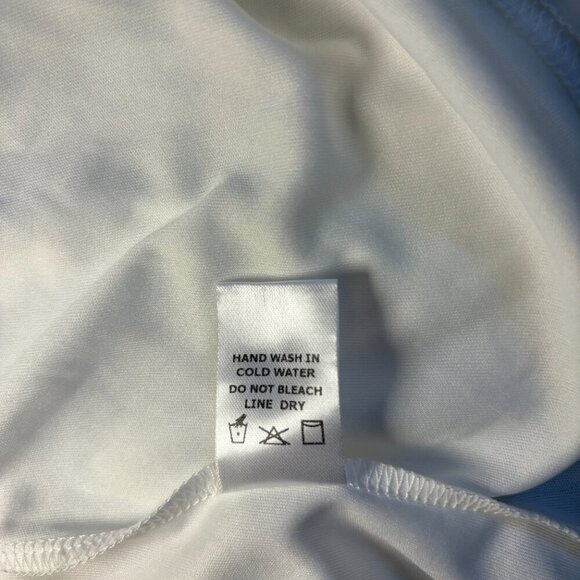 HAND WASH IN
COLD WATER
DO NOT BLEACH
LINE DRY